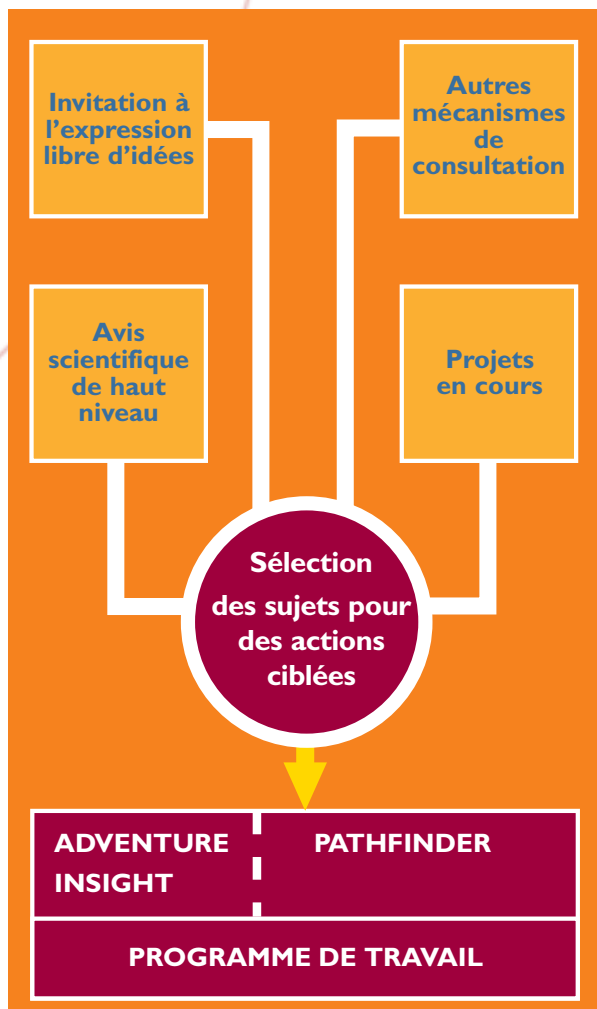 Invitation à
l’expression
libre d’idées
Autres
mécanismes
de
consultation
Avis
scientifique
de haut
niveau
Projets
en cours
Sélection
des sujets pour
des actions
ciblées
ADVENTURE
INSIGHT
PATHFINDER
PROGRAMME DE TRAVAIL